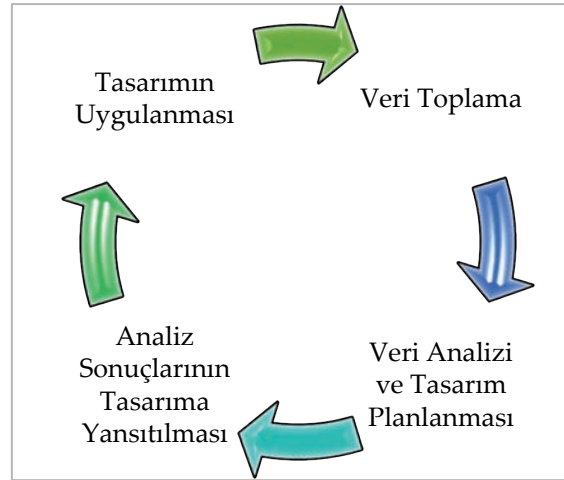 Tasarımın
Uygulanması
Veri Toplama
Veri Analizi
ve Tasarım
Planlanması
Analiz
Sonuçlarının
Tasarıma
Yansıtılması